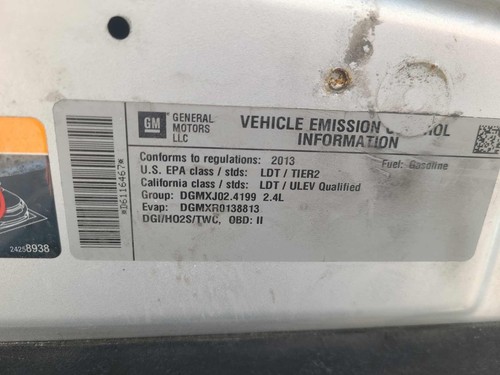 GM
GENERAL
MOTORS
LLC
VEHICLE EMISSION CONTROL
INFORMATION
Conforms to regulations: 2013
Fuel: Gasoline
U.S. EPA class / stds: LDT / TIER2
California class / stds: LDT / ULEV Qualified
Group: DGMXJ02.4199 2.4L
Evap: DGMXR0138813
DGI/HO2S/TWC, OBD: II
*D6116467*
24258938